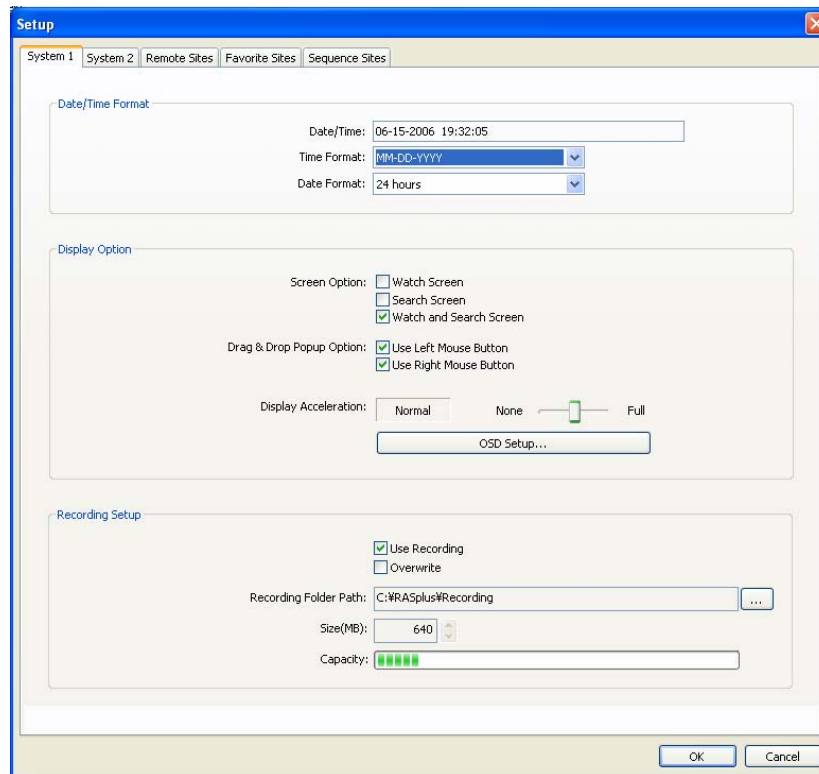 Setup
System 1 System 2 Remote Sites Favorite Sites Sequence Sites
Date/Time Format
Date/Time: 06-15-2006 19:32:05
Time Format: MM-DD-YYYY
Date Format: 24 hours
Display Option
Screen Option: Watch Screen
Search Screen
Watch and Search Screen
Drag & Drop Popup Option: Use Left Mouse Button
Use Right Mouse Button
Display Acceleration: Normal None Full
OSD Setup...
Recording Setup
Use Recording
Overwrite
Recording Folder Path: C:¥RASplus¥Recording ...
Size(MB): 640
Capacity:
OK Cancel